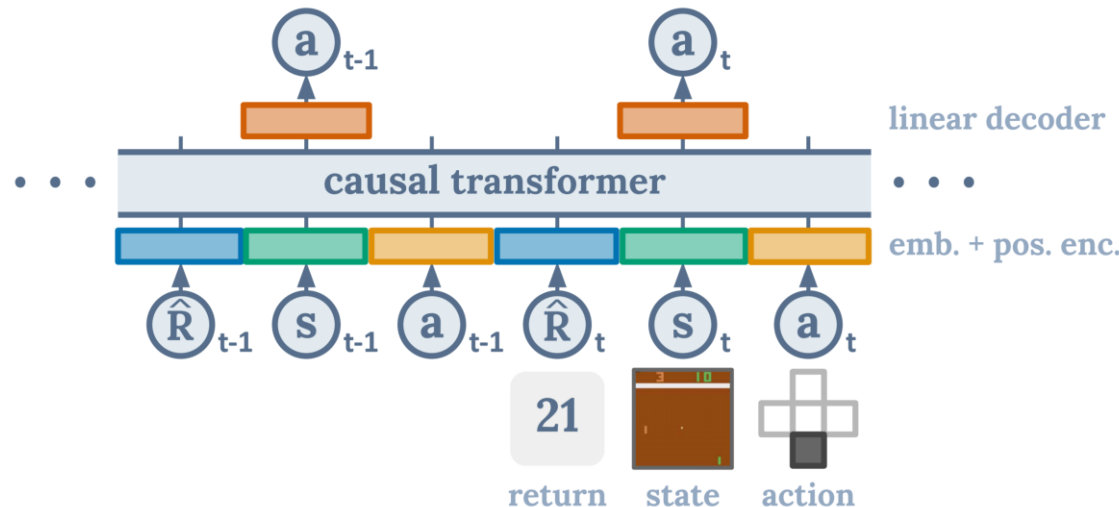 a t-1 a t
linear decoder
• • • causal transformer • • •
emb. + pos. enc.
R̂ t-1 s t-1 a t-1 R̂ t s t a t
3 10
21
return state action